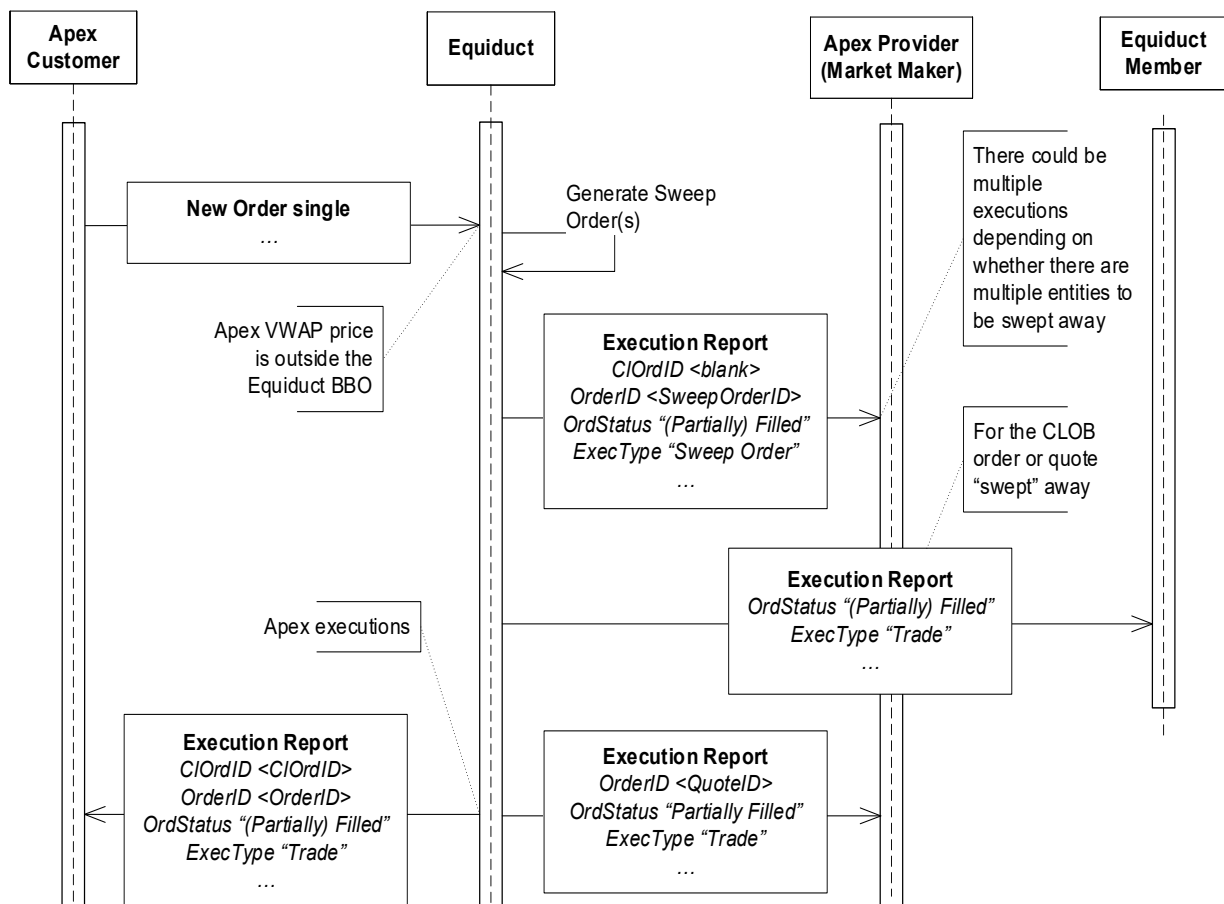 Apex
Customer
Equiduct
Apex Provider
(Market Maker)
Equiduct
Member
New Order single
…
Generate Sweep
Order(s)
There could be
multiple
executions
depending on
whether there are
multiple entities to
be swept away
Apex VWAP price
is outside the
Equiduct BBO
Execution Report
ClOrdID <blank>
OrderID <SweepOrderID>
OrdStatus “(Partially) Filled”
ExecType “Sweep Order”
…
For the CLOB
order or quote
“swept” away
Execution Report
OrdStatus “(Partially) Filled”
ExecType “Trade”
…
Apex executions
Execution Report
ClOrdID <ClOrdID>
OrderID <OrderID>
OrdStatus “(Partially) Filled”
ExecType “Trade”
…
Execution Report
OrderID <QuoteID>
OrdStatus “Partially Filled”
ExecType “Trade”
…